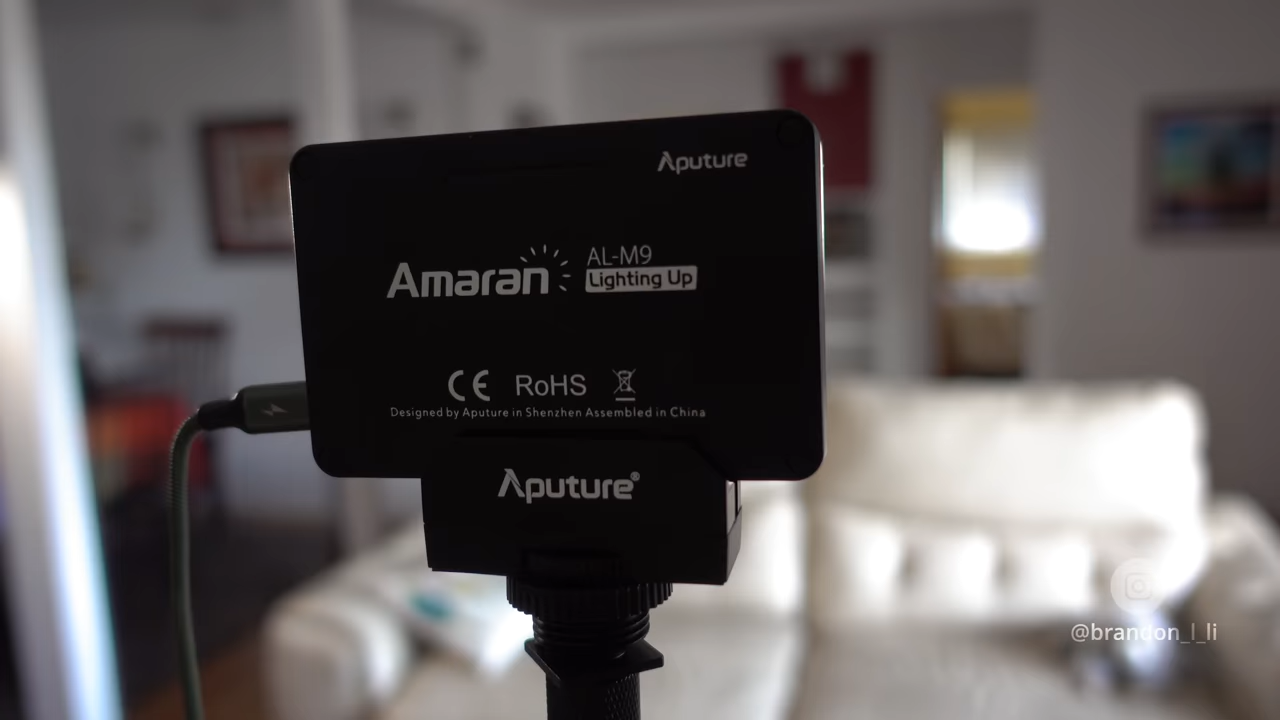 Aputure
Amaran
AL-M9
Lighting Up
CE RoHS
Designed by Aputure in Shenzhen Assembled in China
Aputure®
@brandon_l_li